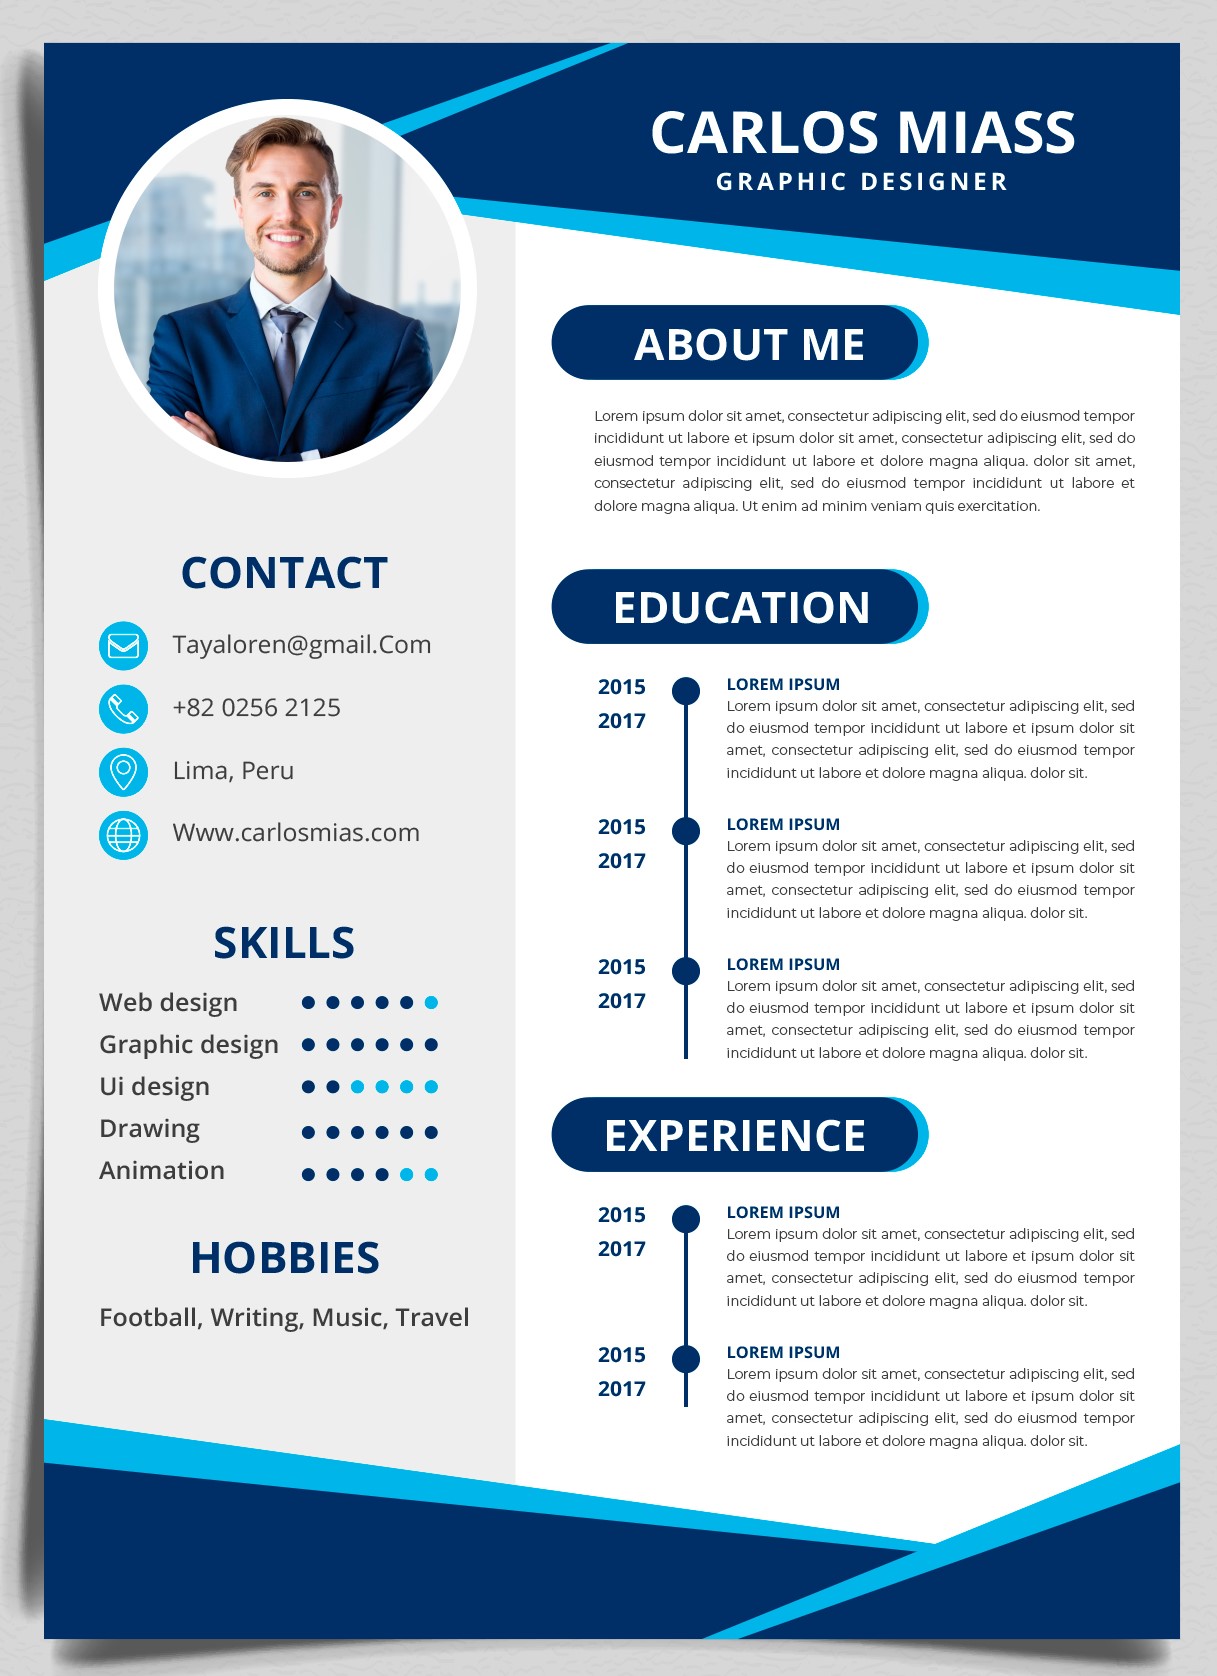 CARLOS MIASS
GRAPHIC DESIGNER
CONTACT
Tayaloren@gmail.Com
+82 0256 2125
Lima, Peru
Www.carlosmias.com
SKILLS
Web design
Graphic design
Ui design
Drawing
Animation
HOBBIES
Football, Writing, Music, Travel
ABOUT ME
Lorem ipsum dolor sit amet, consectetur adipiscing elit, sed do eiusmod tempor
incididunt ut labore et ipsum dolor sit amet, consectetur adipiscing elit, sed do
eiusmod tempor incididunt ut labore et dolore magna aliqua. dolor sit amet,
consectetur adipiscing elit, sed do eiusmod tempor incididunt ut labore et
dolore magna aliqua. Ut enim ad minim veniam quis exercitation.
EDUCATION
2015
2017
LOREM IPSUM
Lorem ipsum dolor sit amet, consectetur adipiscing elit, sed
do eiusmod tempor incididunt ut labore et ipsum dolor sit
amet, consectetur adipiscing elit, sed do eiusmod tempor
incididunt ut labore et dolore magna aliqua. dolor sit.
2015
2017
LOREM IPSUM
Lorem ipsum dolor sit amet, consectetur adipiscing elit, sed
do eiusmod tempor incididunt ut labore et ipsum dolor sit
amet, consectetur adipiscing elit, sed do eiusmod tempor
incididunt ut labore et dolore magna aliqua. dolor sit.
2015
2017
LOREM IPSUM
Lorem ipsum dolor sit amet, consectetur adipiscing elit, sed
do eiusmod tempor incididunt ut labore et ipsum dolor sit
amet, consectetur adipiscing elit, sed do eiusmod tempor
incididunt ut labore et dolore magna aliqua. dolor sit.
EXPERIENCE
2015
2017
LOREM IPSUM
Lorem ipsum dolor sit amet, consectetur adipiscing elit, sed
do eiusmod tempor incididunt ut labore et ipsum dolor sit
amet, consectetur adipiscing elit, sed do eiusmod tempor
incididunt ut labore et dolore magna aliqua. dolor sit.
2015
2017
LOREM IPSUM
Lorem ipsum dolor sit amet, consectetur adipiscing elit, sed
do eiusmod tempor incididunt ut labore et ipsum dolor sit
amet, consectetur adipiscing elit, sed do eiusmod tempor
incididunt ut labore et dolore magna aliqua. dolor sit.